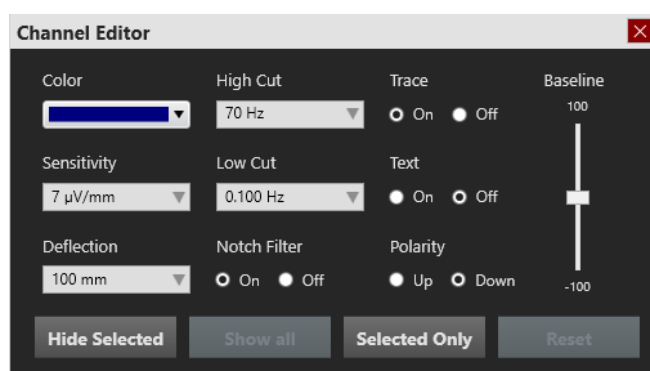 Channel Editor
Color High Cut Trace Baseline
70 Hz On Off 100
Sensitivity Low Cut Text
7 µV/mm 0.100 Hz On Off
Deflection Notch Filter Polarity
100 mm On Off Up Down -100
Hide Selected Show all Selected Only Reset